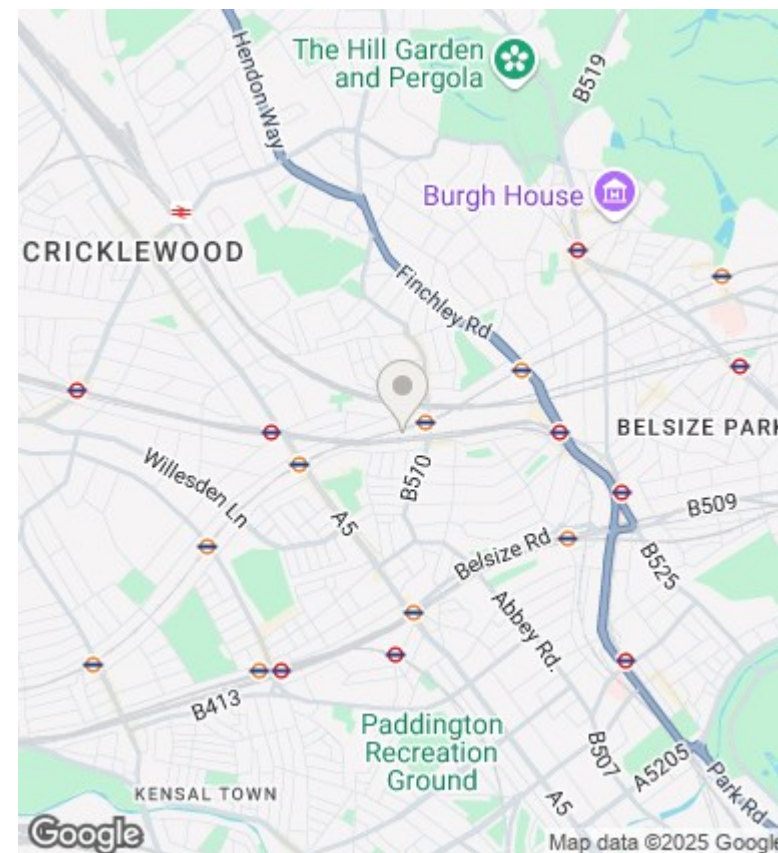 The Hill Garden
and Pergola
Hendon Way
B519
Burgh House
CRICKLEWOOD
Finchley Rd
BELSIZE PARK
B510
Willesden Ln
A5
B509
Belsize Rd
B525
Abbey Rd.
B413
Paddington
Recreation
Ground
B507
A5205
KENSAL TOWN
A5
Park Rd
Google
Map data ©2025 Google